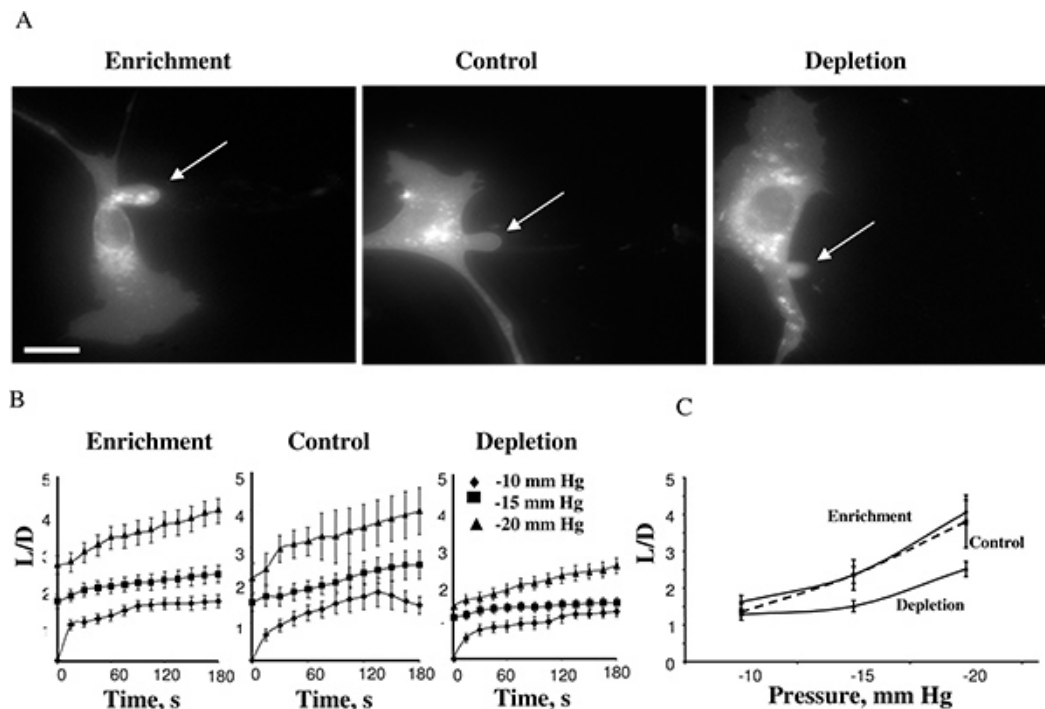 A
Enrichment Control Depletion
B
Enrichment Control Depletion
C
L/D
5
4
3
2
1
0 60 120 180
Time, s
5
4
3
2
1
0 60 120 180
Time, s
5
4
3
2
1
0 60 120 180
Time, s
-10 mm Hg
-15 mm Hg
-20 mm Hg
L/D
5
4
3
2
1
0
Enrichment
Control
Depletion
-10 -15 -20
Pressure, mm Hg